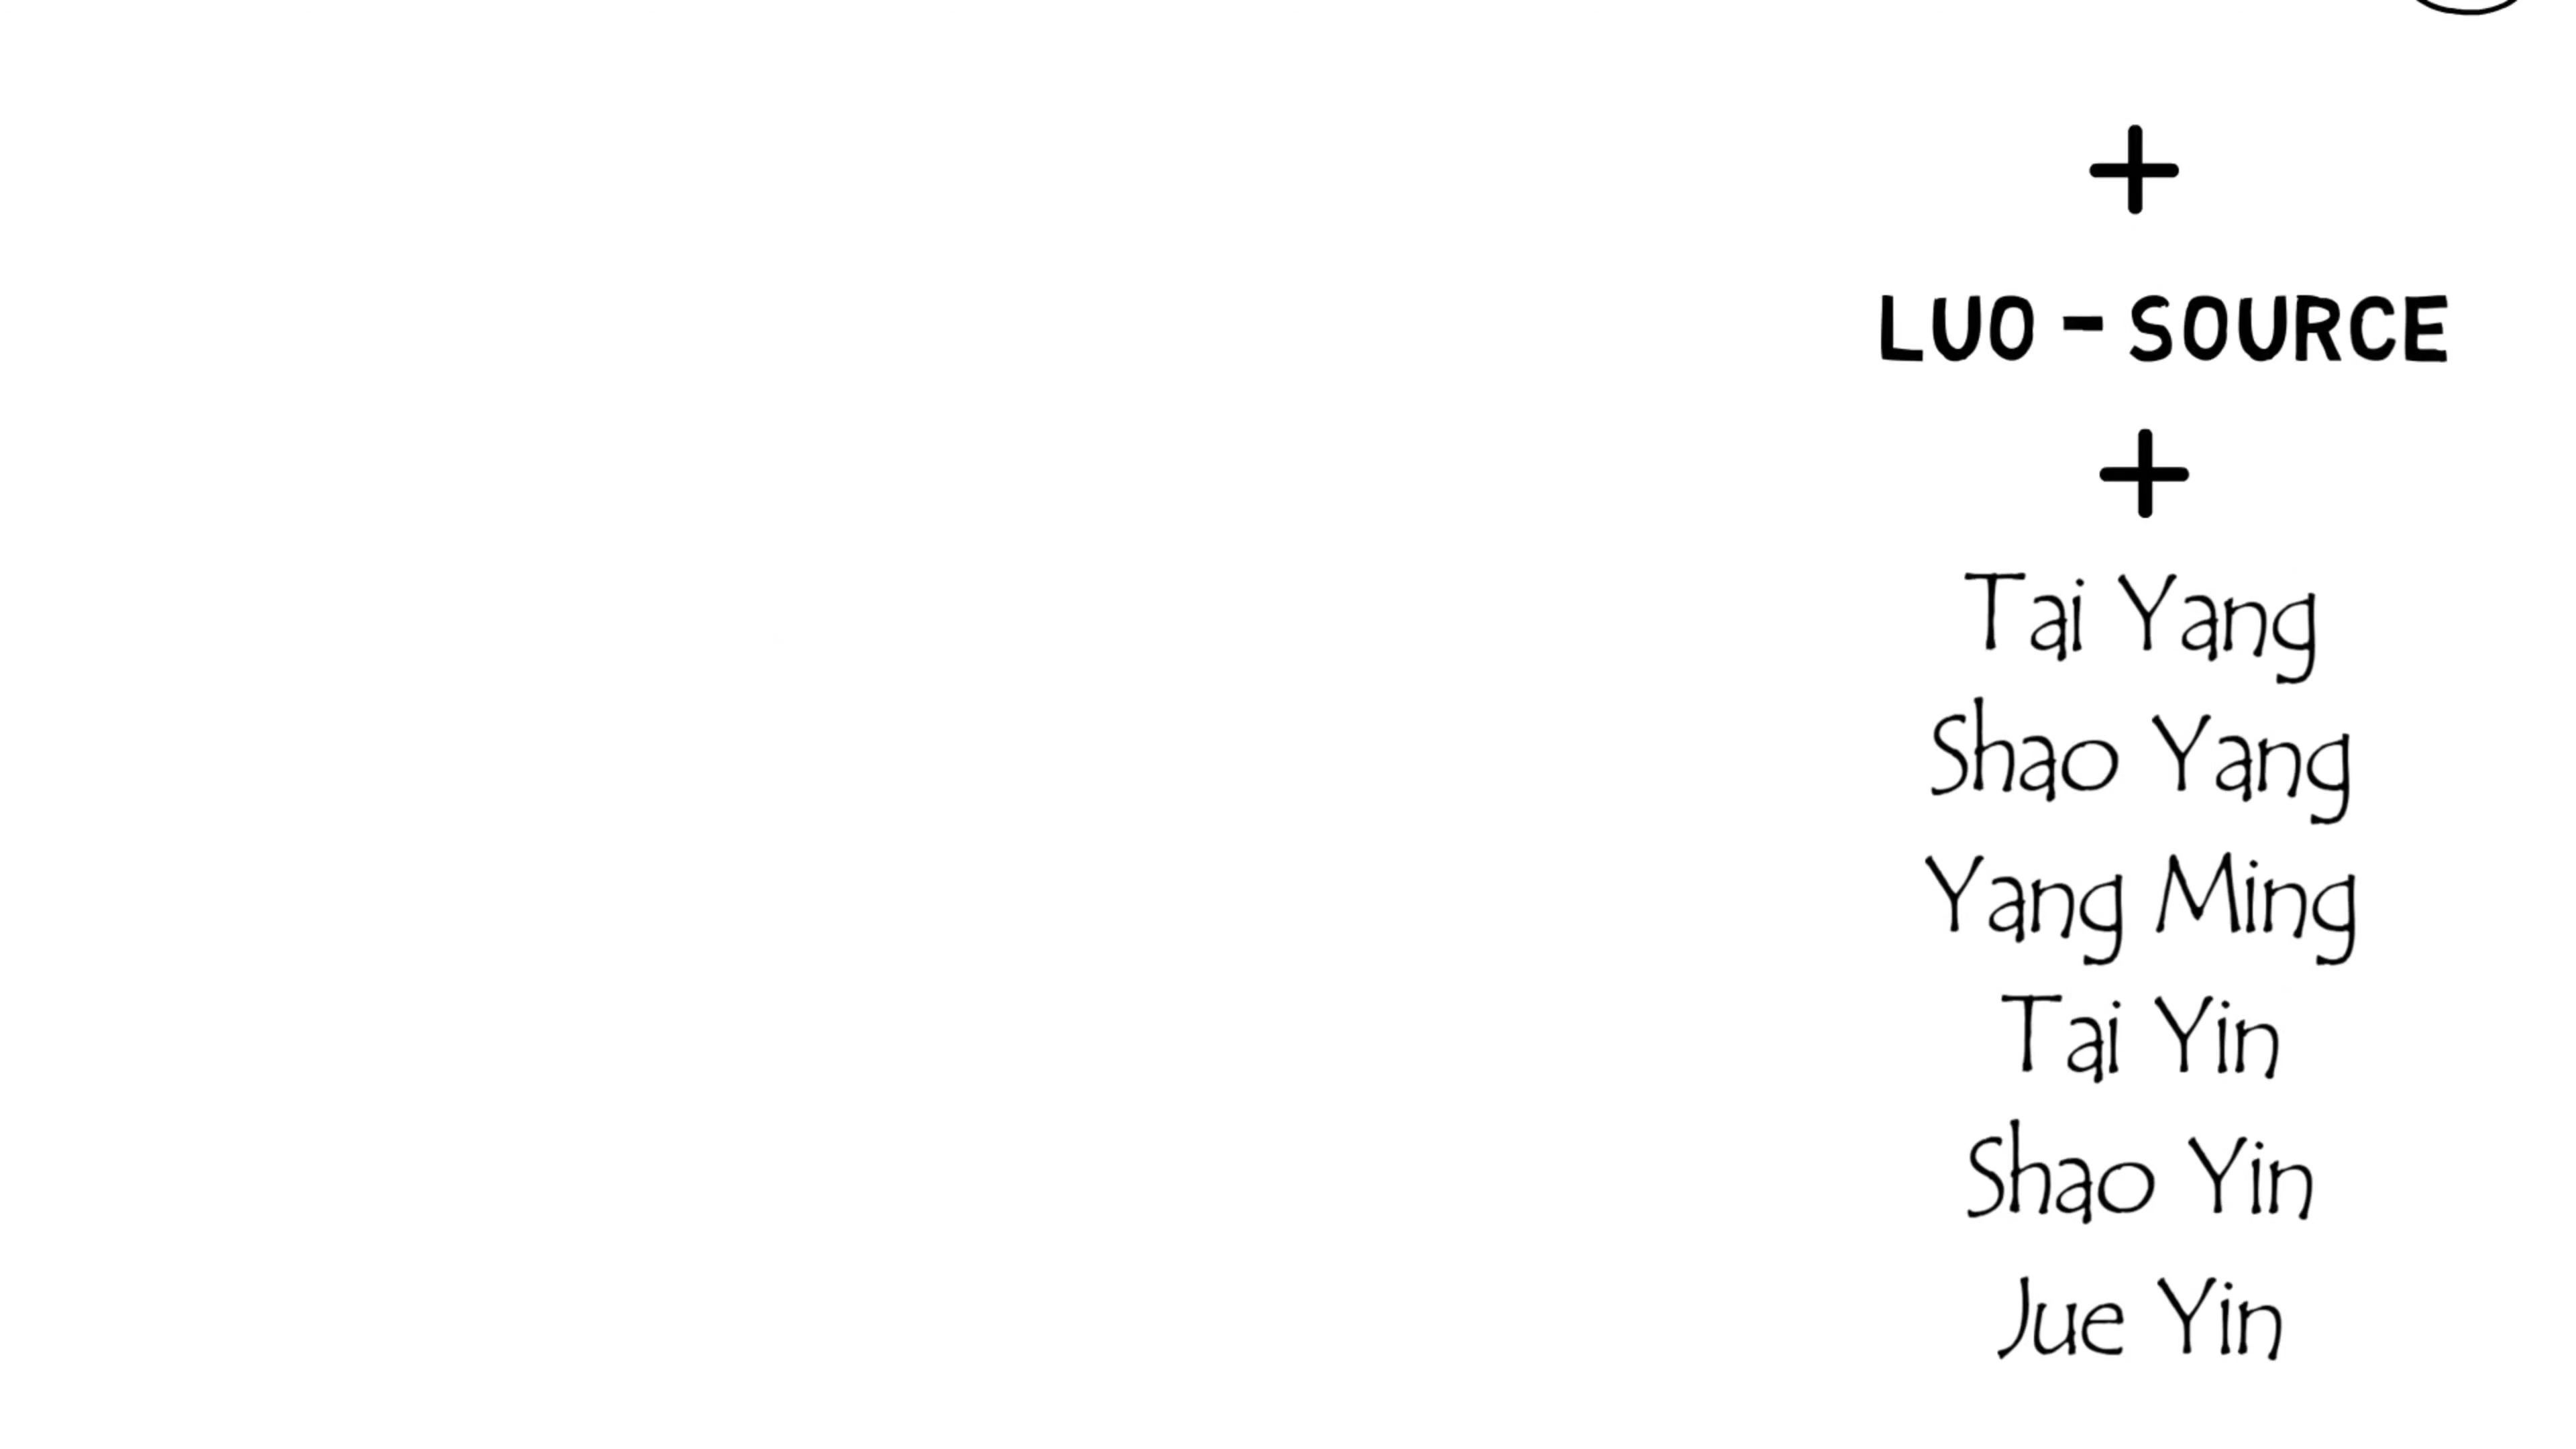 +
LUO - SOURCE
+
Tai Yang
Shao Yang
Yang Ming
Tai Yin
Shao Yin
Jue Yin